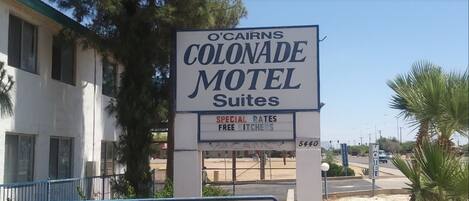 O'CAIRNS
COLONADE
MOTEL
Suites
SPECIAL RATES
FREE KITCHENS
5440